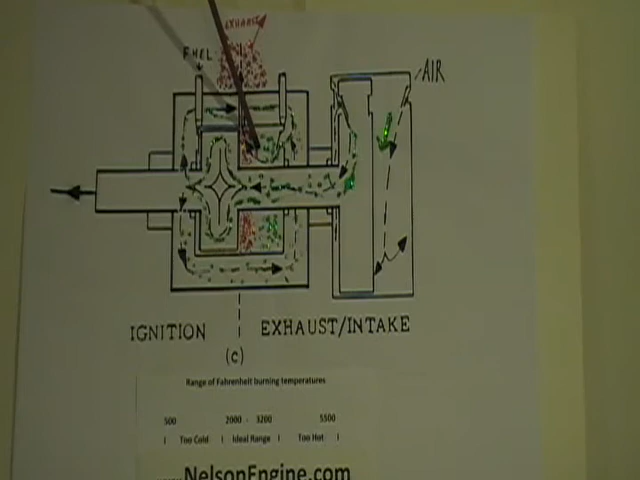 EXHAUST
FUEL
AIR
IGNITION
EXHAUST/INTAKE
(c)
Range of Fahrenheit burning temperatures
500 2000 - 3200 5500
| Too Cold | Ideal Range | Too Hot |
www.NelsonEngine.com